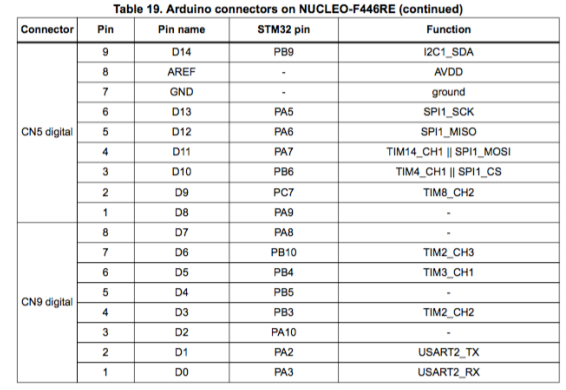 Table 19. Arduino connectors on NUCLEO-F446RE (continued)
Connector Pin Pin name STM32 pin Function
CN5 digital
9 D14 PB9 I2C1_SDA
8 AREF - AVDD
7 GND - ground
6 D13 PA5 SPI1_SCK
5 D12 PA6 SPI1_MISO
4 D11 PA7 TIM14_CH1 || SPI1_MOSI
3 D10 PB6 TIM4_CH1 || SPI1_CS
2 D9 PC7 TIM8_CH2
1 D8 PA9 -
CN9 digital
8 D7 PA8 -
7 D6 PB10 TIM2_CH3
6 D5 PB4 TIM3_CH1
5 D4 PB5 -
4 D3 PB3 TIM2_CH2
3 D2 PA10 -
2 D1 PA2 USART2_TX
1 D0 PA3 USART2_RX